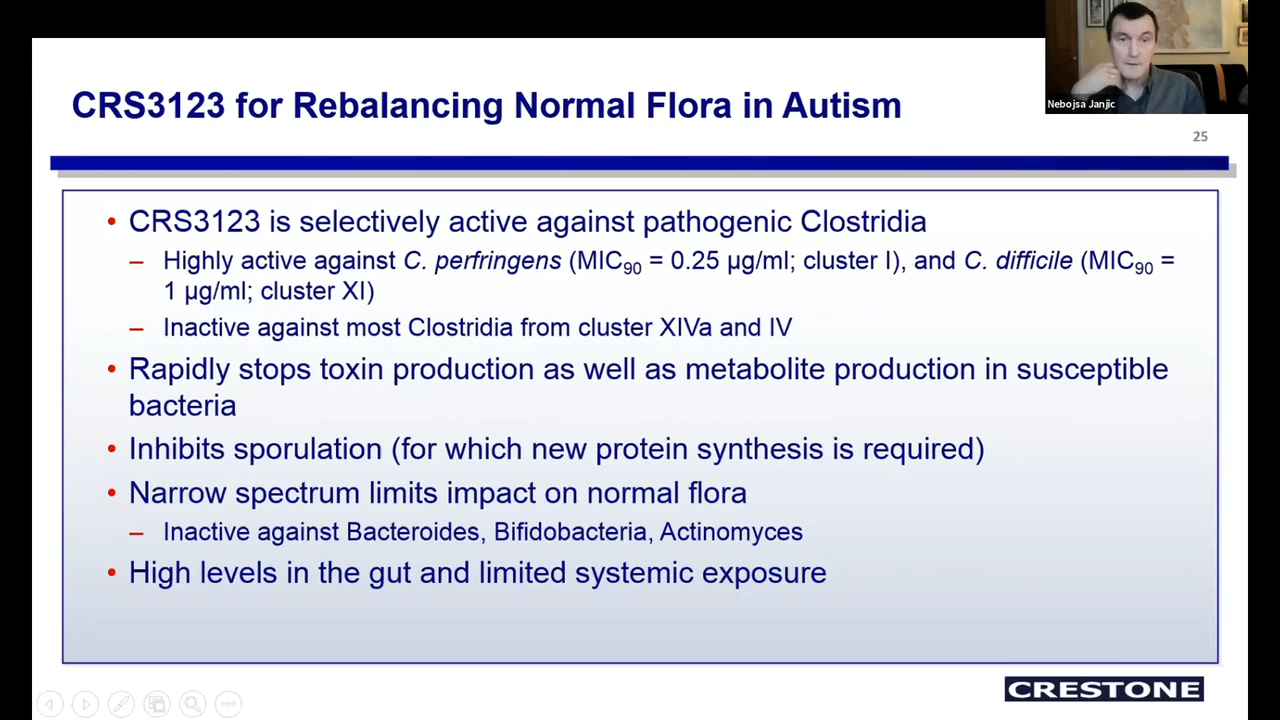 Nebojsa Janjic
CRS3123 for Rebalancing Normal Flora in Autism
25
• CRS3123 is selectively active against pathogenic Clostridia
– Highly active against C. perfringens (MIC90 = 0.25 µg/ml; cluster I), and C. difficile (MIC90 =
1 µg/ml; cluster XI)
– Inactive against most Clostridia from cluster XIVa and IV
• Rapidly stops toxin production as well as metabolite production in susceptible
bacteria
• Inhibits sporulation (for which new protein synthesis is required)
• Narrow spectrum limits impact on normal flora
– Inactive against Bacteroides, Bifidobacteria, Actinomyces
• High levels in the gut and limited systemic exposure
CRESTONE